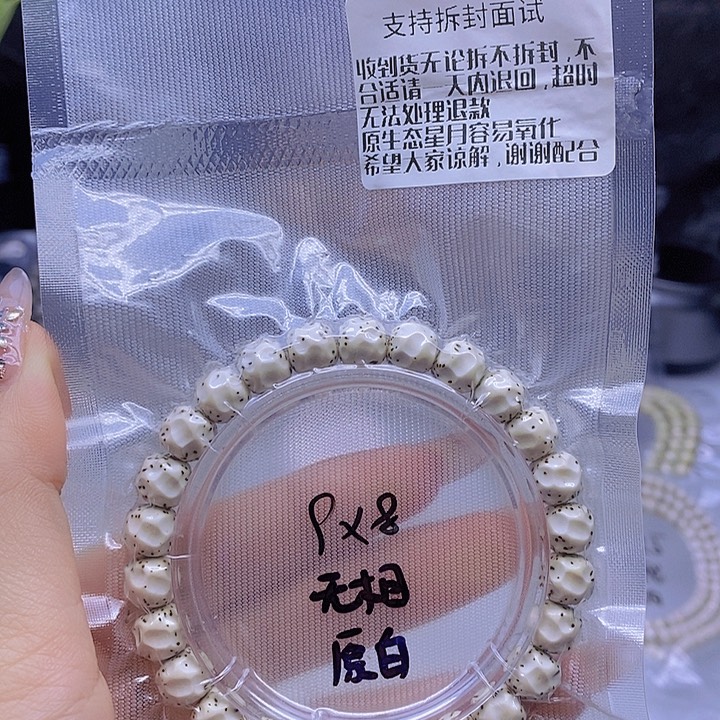 支持拆封面试
收到货无论拆不拆封,不
合适请一天内退回,超时
无法处理退款
原生态星月容易氧化
希望大家谅解,谢谢配合
9×8
无相
原白